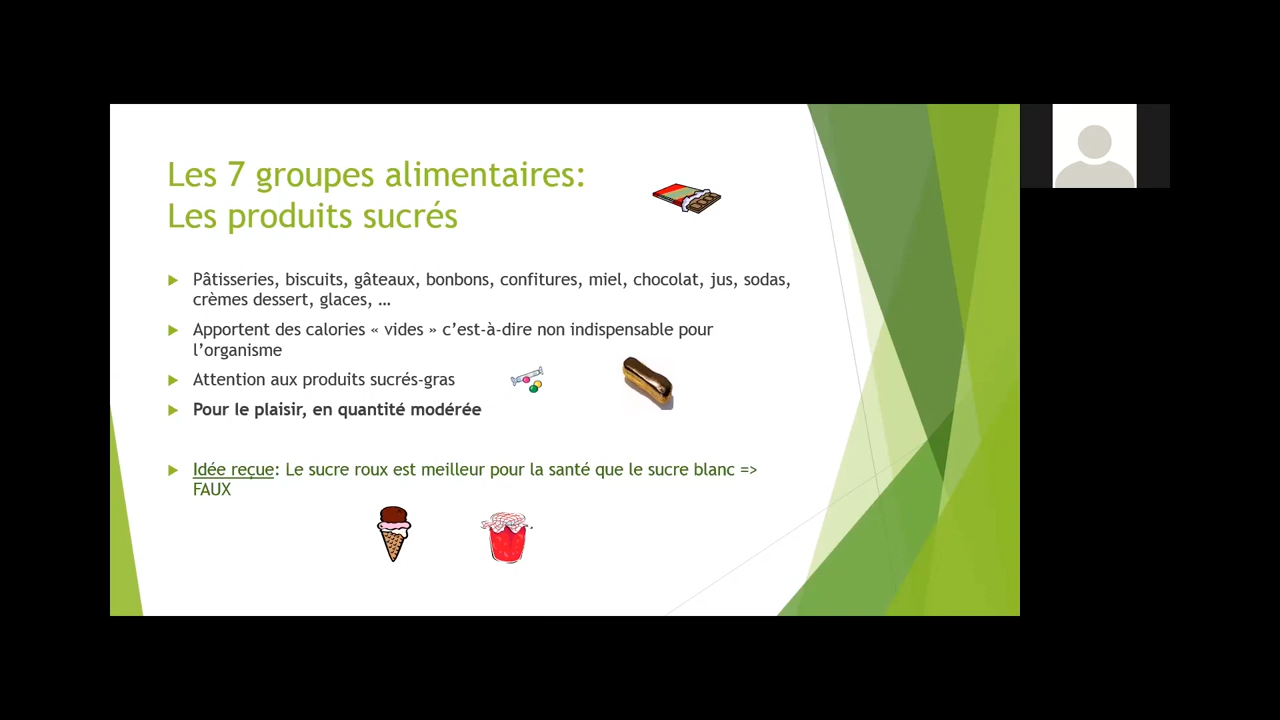 Les 7 groupes alimentaires:
Les produits sucrés
Pâtisseries, biscuits, gâteaux, bonbons, confitures, miel, chocolat, jus, sodas,
crèmes dessert, glaces, …
Apportent des calories « vides » c’est-à-dire non indispensable pour
l’organisme
Attention aux produits sucrés-gras
Pour le plaisir, en quantité modérée
Idée reçue: Le sucre roux est meilleur pour la santé que le sucre blanc =>
FAUX